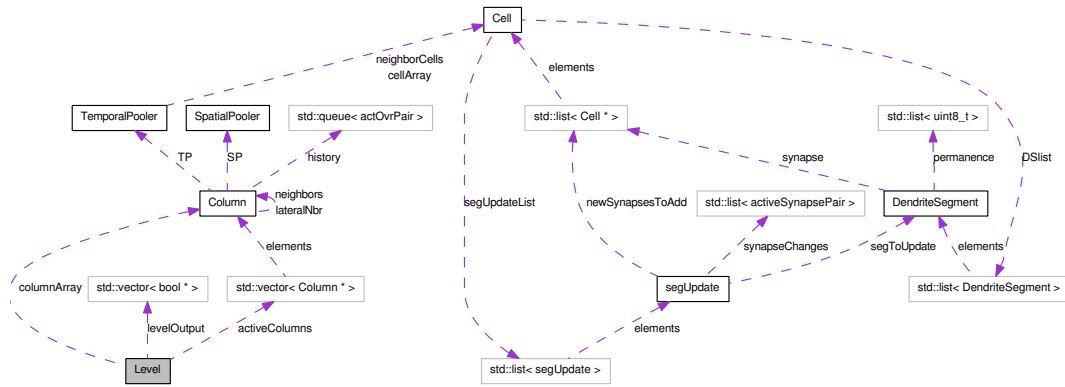 Cell
neighborCells
cellArray
elements
TemporalPooler
SpatialPooler
std::queue< actOvrPair >
std::list< Cell * >
std::list< uint8_t >
TP
SP
history
synapse
permanence
DSlist
Column
neighbors
lateralNbr
segUpdateList
newSynapsesToAdd
std::list< activeSynapsePair >
DendriteSegment
elements
synapseChanges
segToUpdate
elements
columnArray
std::vector< bool * >
std::vector< Column * >
segUpdate
std::list< DendriteSegment >
levelOutput
activeColumns
elements
Level
std::list< segUpdate >